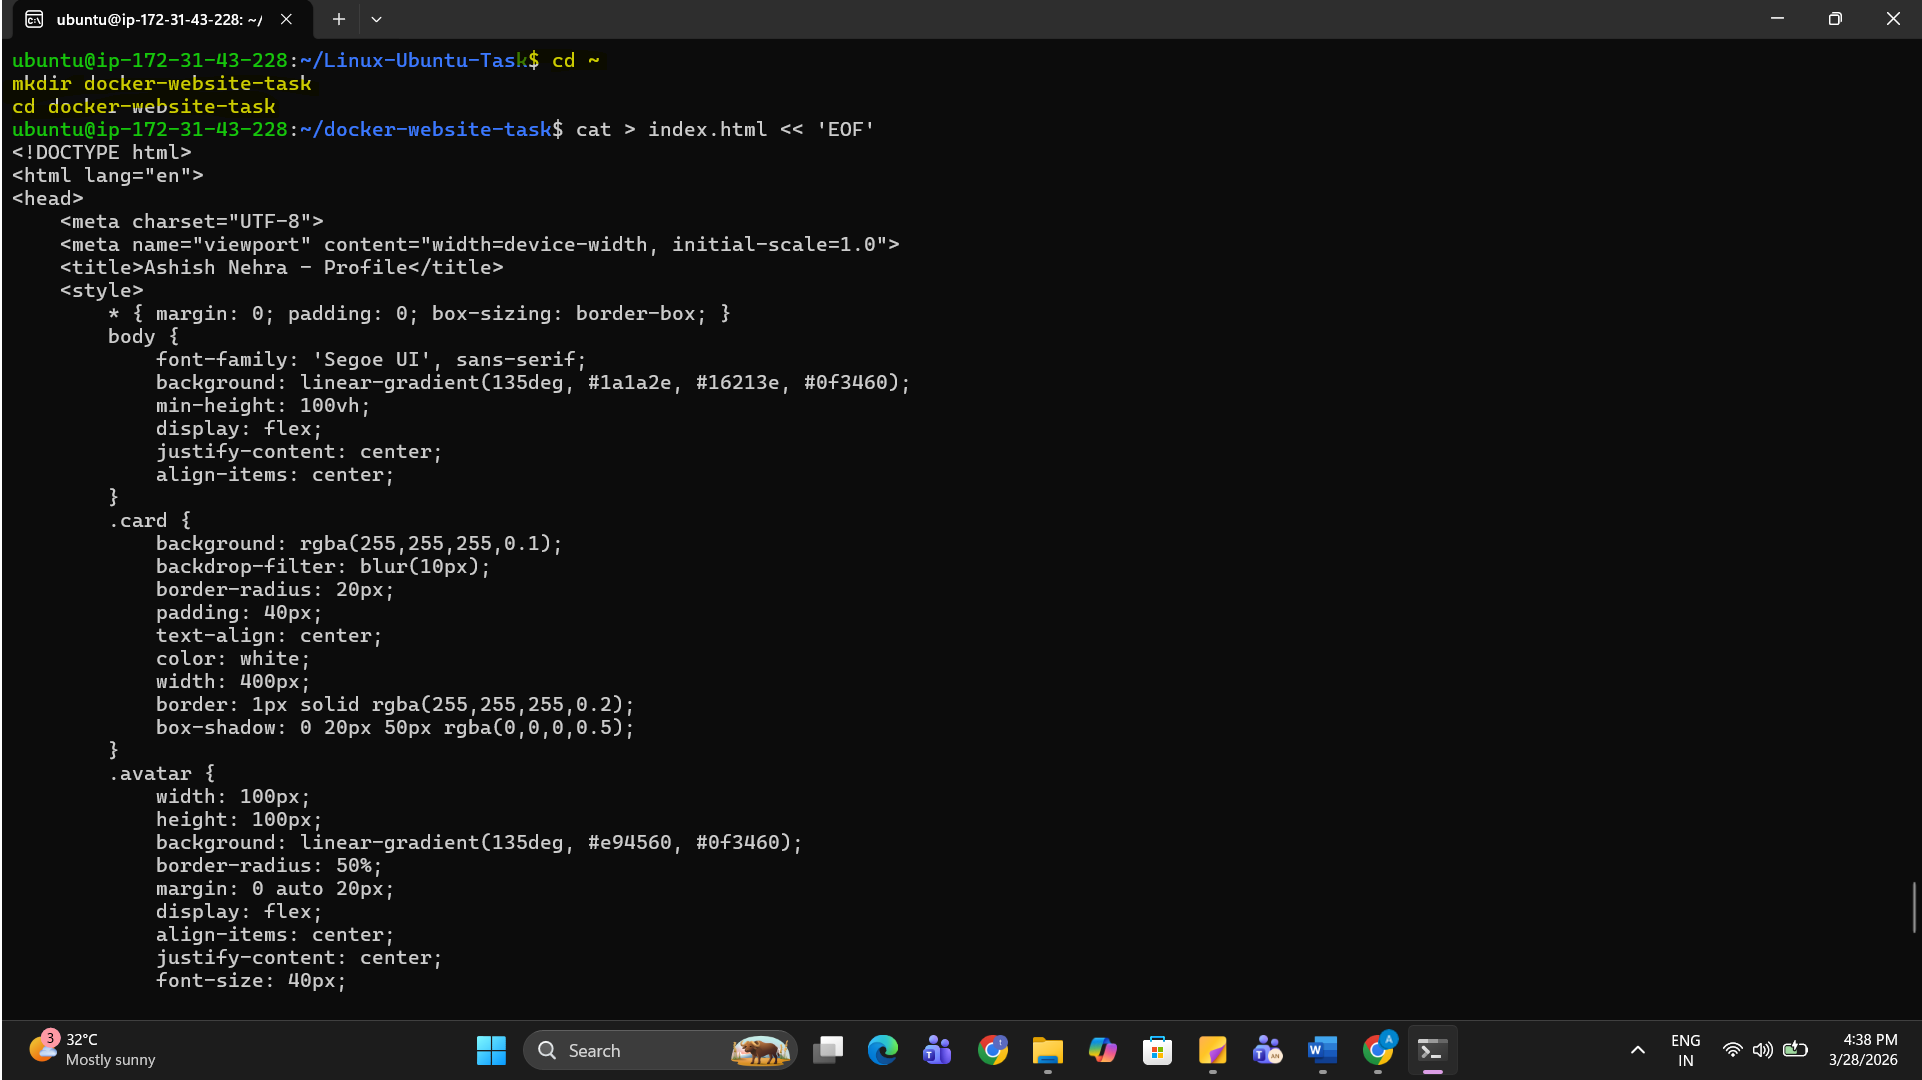 ubuntu@ip-172-31-43-228: ~/
ubuntu@ip-172-31-43-228:~/Linux-Ubuntu-Task$ cd ~
mkdir docker-website-task
cd docker-website-task
ubuntu@ip-172-31-43-228:~/docker-website-task$ cat > index.html << 'EOF'
<!DOCTYPE html>
<html lang="en">
<head>
    <meta charset="UTF-8">
    <meta name="viewport" content="width=device-width, initial-scale=1.0">
    <title>Ashish Nehra - Profile</title>
    <style>
        * { margin: 0; padding: 0; box-sizing: border-box; }
        body {
            font-family: 'Segoe UI', sans-serif;
            background: linear-gradient(135deg, #1a1a2e, #16213e, #0f3460);
            min-height: 100vh;
            display: flex;
            justify-content: center;
            align-items: center;
        }
        .card {
            background: rgba(255,255,255,0.1);
            backdrop-filter: blur(10px);
            border-radius: 20px;
            padding: 40px;
            text-align: center;
            color: white;
            width: 400px;
            border: 1px solid rgba(255,255,255,0.2);
            box-shadow: 0 20px 50px rgba(0,0,0,0.5);
        }
        .avatar {
            width: 100px;
            height: 100px;
            background: linear-gradient(135deg, #e94560, #0f3460);
            border-radius: 50%;
            margin: 0 auto 20px;
            display: flex;
            align-items: center;
            justify-content: center;
            font-size: 40px;
3
32°C
Mostly sunny
Search
ENG
IN
4:38 PM
3/28/2026